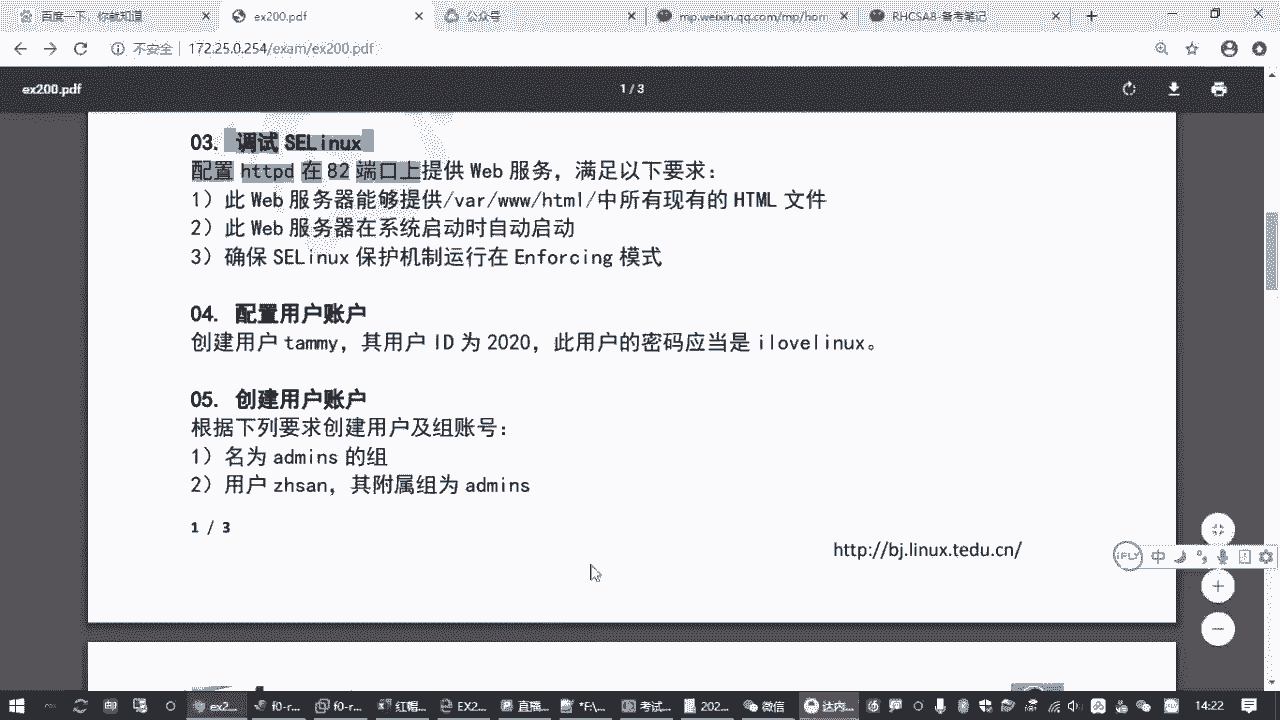 百度一下，你就知道
ex200.pdf
公众号
mp.weixin.qq.com/mp/hom
RHCSA8-备考笔记
不安全 | 172.25.0.254/exam/ex200.pdf
ex200.pdf
1 / 3
03. 调试 SELinux
配置 httpd 在 82 端口上提供 Web 服务，满足以下要求：
1）此 Web 服务器能够提供/var/www/html/中所有现有的 HTML 文件
2）此 Web 服务器在系统启动时自动启动
3）确保 SELinux 保护机制运行在 Enforcing 模式
04. 配置用户账户
创建用户 tammy，其用户 ID 为 2020，此用户的密码应当是 ilovelinux。
05. 创建用户账户
根据下列要求创建用户及组账号：
1）名为 admins 的组
2）用户 zhsan，其附属组为 admins
1 / 3
http://bj.linux.tedu.cn/
iFLY 中
ex2...
f0-r...
f0-r...
红帽...
EX2...
直播...
考试...
202...
微信
达内...
14:22